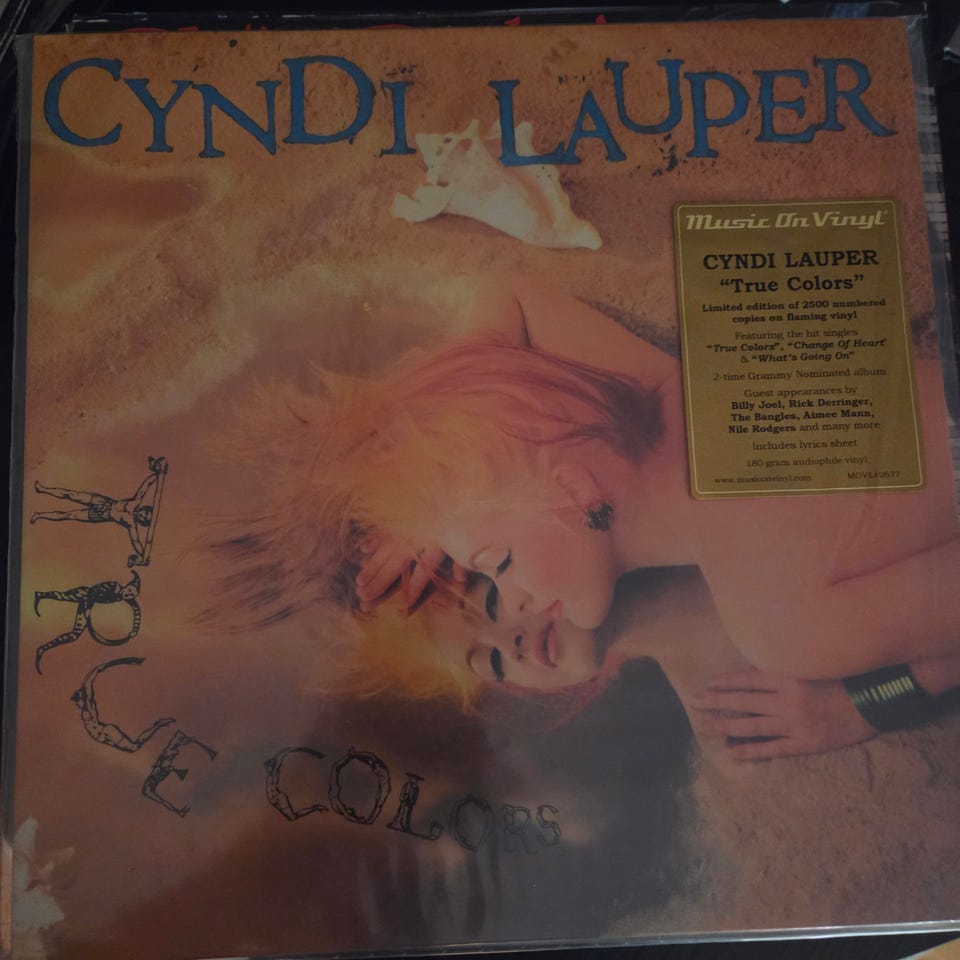 CYNDI LAUPER
Music On Vinyl
CYNDI LAUPER
“True Colors”
Limited edition of 2500 numbered
copies on flaming vinyl
Featuring the hit singles
“True Colors”, “Change Of Heart”
& “What’s Going On”
2-time Grammy Nominated album
Guest appearances by
Billy Joel, Rick Derringer,
The Bangles, Aimee Mann,
Nile Rodgers and many more
Includes lyrics sheet
180 gram audiophile vinyl
www.musiconvinyl.com MOVLP2677
TRUE COLORS